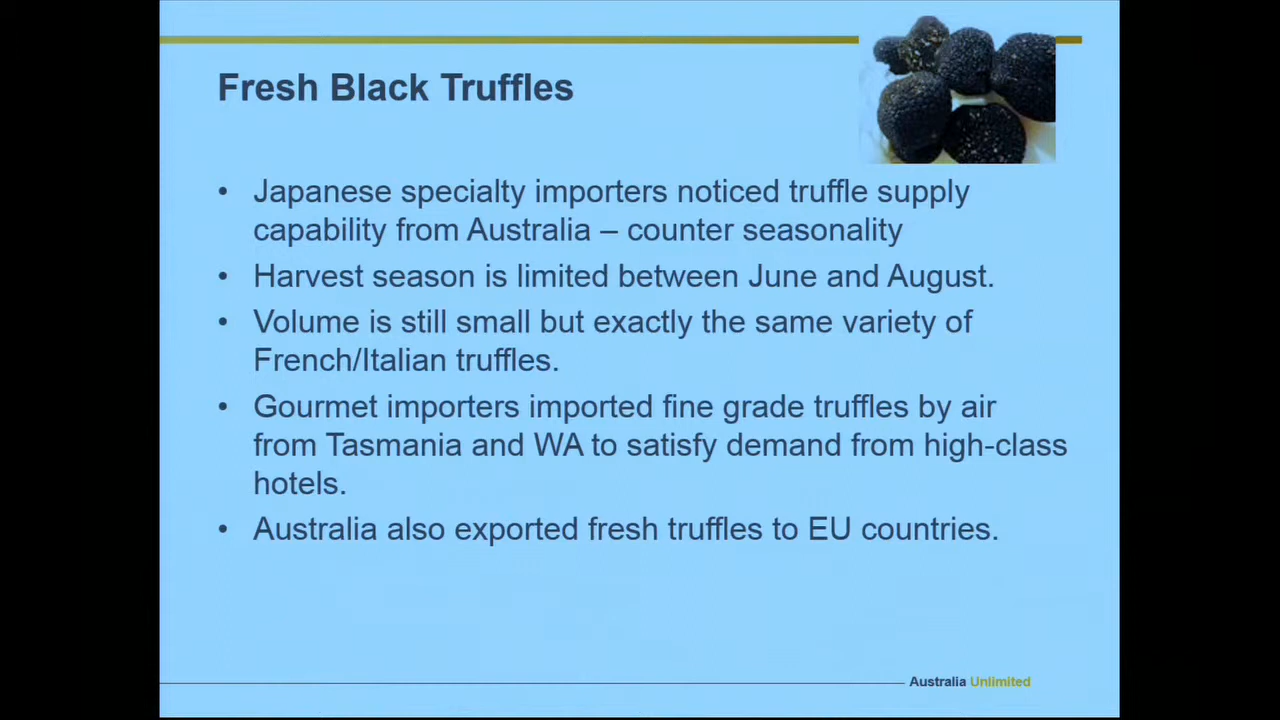 Fresh Black Truffles
• Japanese specialty importers noticed truffle supply
capability from Australia – counter seasonality
• Harvest season is limited between June and August.
• Volume is still small but exactly the same variety of
French/Italian truffles.
• Gourmet importers imported fine grade truffles by air
from Tasmania and WA to satisfy demand from high-class
hotels.
• Australia also exported fresh truffles to EU countries.
Australia Unlimited